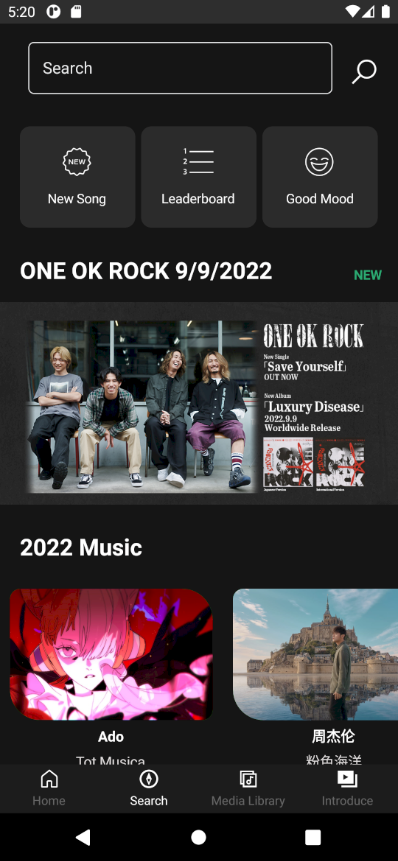 5:20
Search
NEW
1
2
3
New Song
Leaderboard
Good Mood
ONE OK ROCK 9/9/2022
NEW
ONE OK ROCK
New Single
「Save Yourself」
OUT NOW
New Album
「Luxury Disease」
2022.9.9
Worldwide Release
ROCK
ROCK
2022 Music
Ado
周杰伦
Tot Musica
粉色海洋
Home
Search
Media Library
Introduce